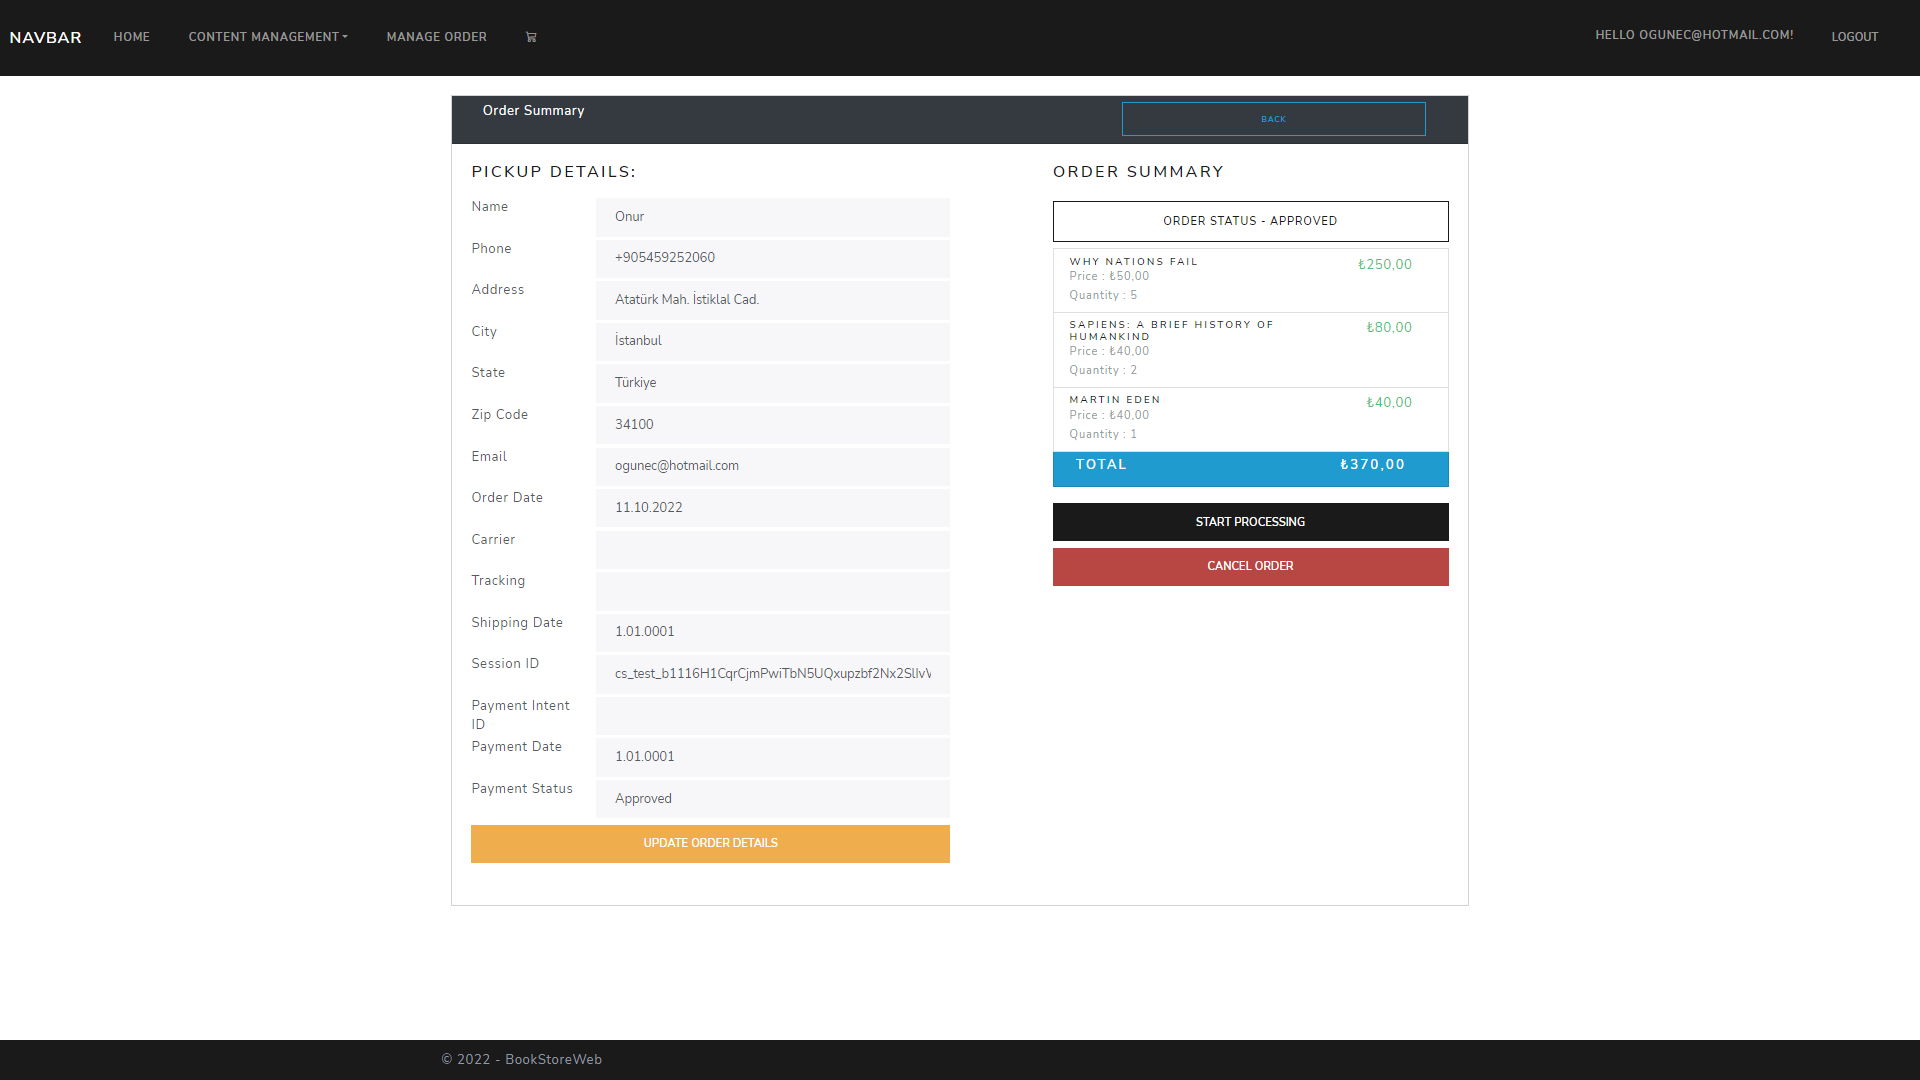 NAVBAR HOME CONTENT MANAGEMENT MANAGE ORDER HELLO OGUNEC@HOTMAIL.COM! LOGOUT
Order Summary BACK
PICKUP DETAILS:
Name Onur
Phone +905459252060
Address Atatürk Mah. İstiklal Cad.
City İstanbul
State Türkiye
Zip Code 34100
Email ogunec@hotmail.com
Order Date 11.10.2022
Carrier
Tracking
Shipping Date 1.01.0001
Session ID
Payment Intent
ID
Payment Date 1.01.0001
Payment Status Approved
UPDATE ORDER DETAILS
ORDER SUMMARY
ORDER STATUS - APPROVED
WHY NATIONS FAIL ₺250,00
Price : ₺50,00
Quantity : 5
SAPIENS: A BRIEF HISTORY OF ₺80,00
HUMANKIND
Price : ₺40,00
Quantity : 2
MARTIN EDEN ₺40,00
Price : ₺40,00
Quantity : 1
TOTAL ₺370,00
START PROCESSING
CANCEL ORDER
© 2022 - BookStoreWeb